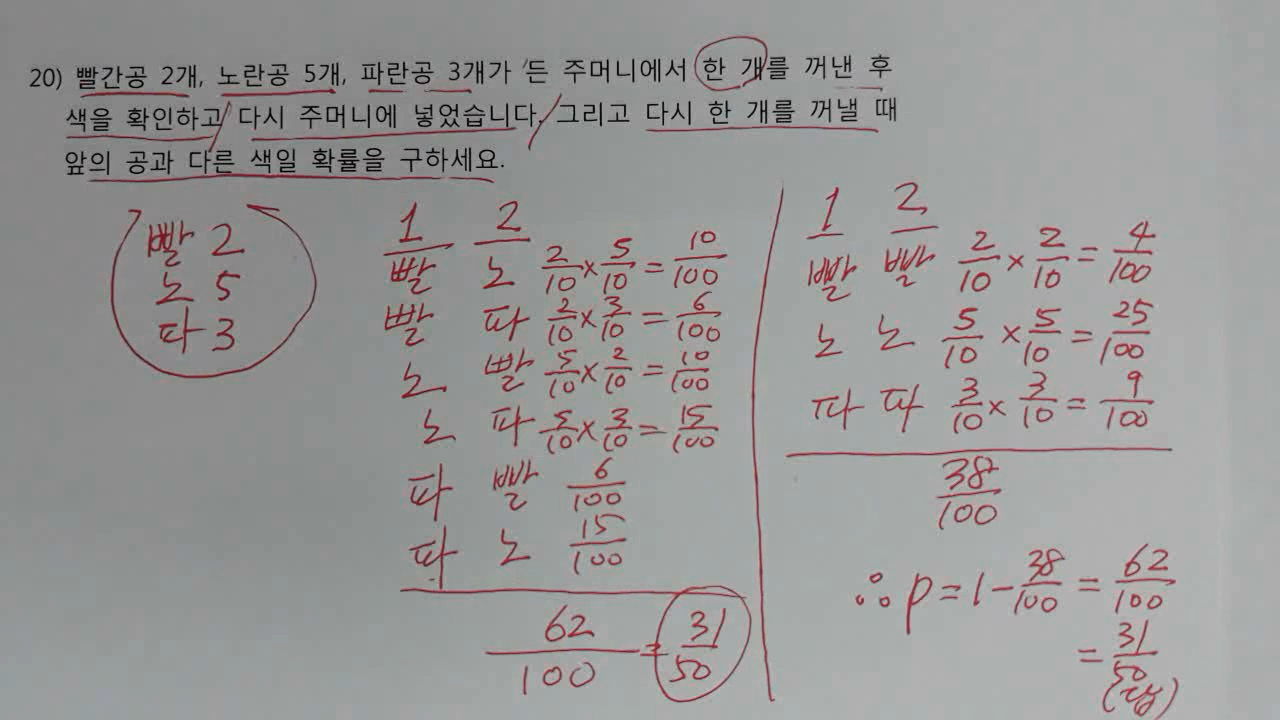 20) 빨간공 2개, 노란공 5개, 파란공 3개가 든 주머니에서 한 개를 꺼낸 후
색을 확인하고 다시 주머니에 넣었습니다. 그리고 다시 한 개를 꺼낼 때
앞의 공과 다른 색일 확률을 구하세요.
빨 2
노 5
파 3
1 2
빨 노 2/10 × 5/10 = 10/100
빨 파 2/10 × 3/10 = 6/100
노 빨 5/10 × 2/10 = 10/100
노 파 5/10 × 3/10 = 15/100
파 빨 6/100
파 노 15/100
62/100 = 31/50
1 2
빨 빨 2/10 × 2/10 = 4/100
노 노 5/10 × 5/10 = 25/100
파 파 3/10 × 3/10 = 9/100
38/100
∴ p = 1 - 38/100 = 62/100
= 31/50
(답)